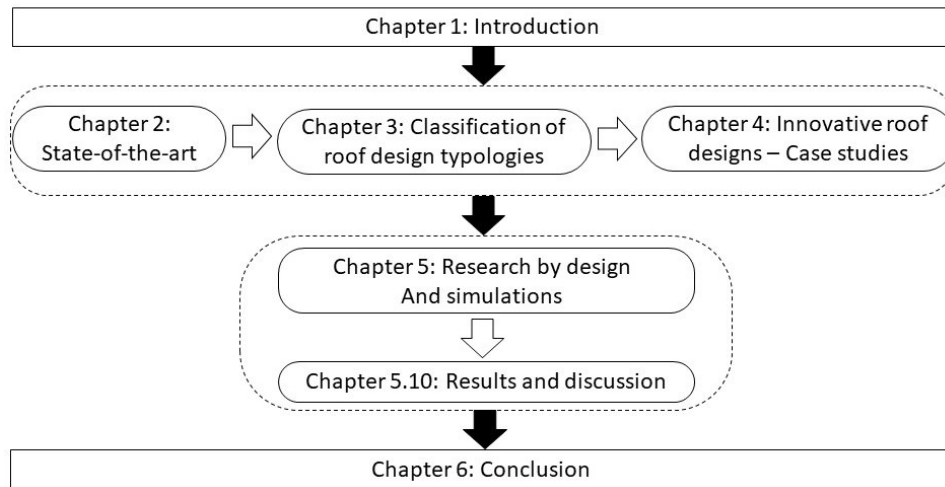 Chapter 1: Introduction
Chapter 2:
State-of-the-art
Chapter 3: Classification of
roof design typologies
Chapter 4: Innovative roof
designs – Case studies
Chapter 5: Research by design
And simulations
Chapter 5.10: Results and discussion
Chapter 6: Conclusion